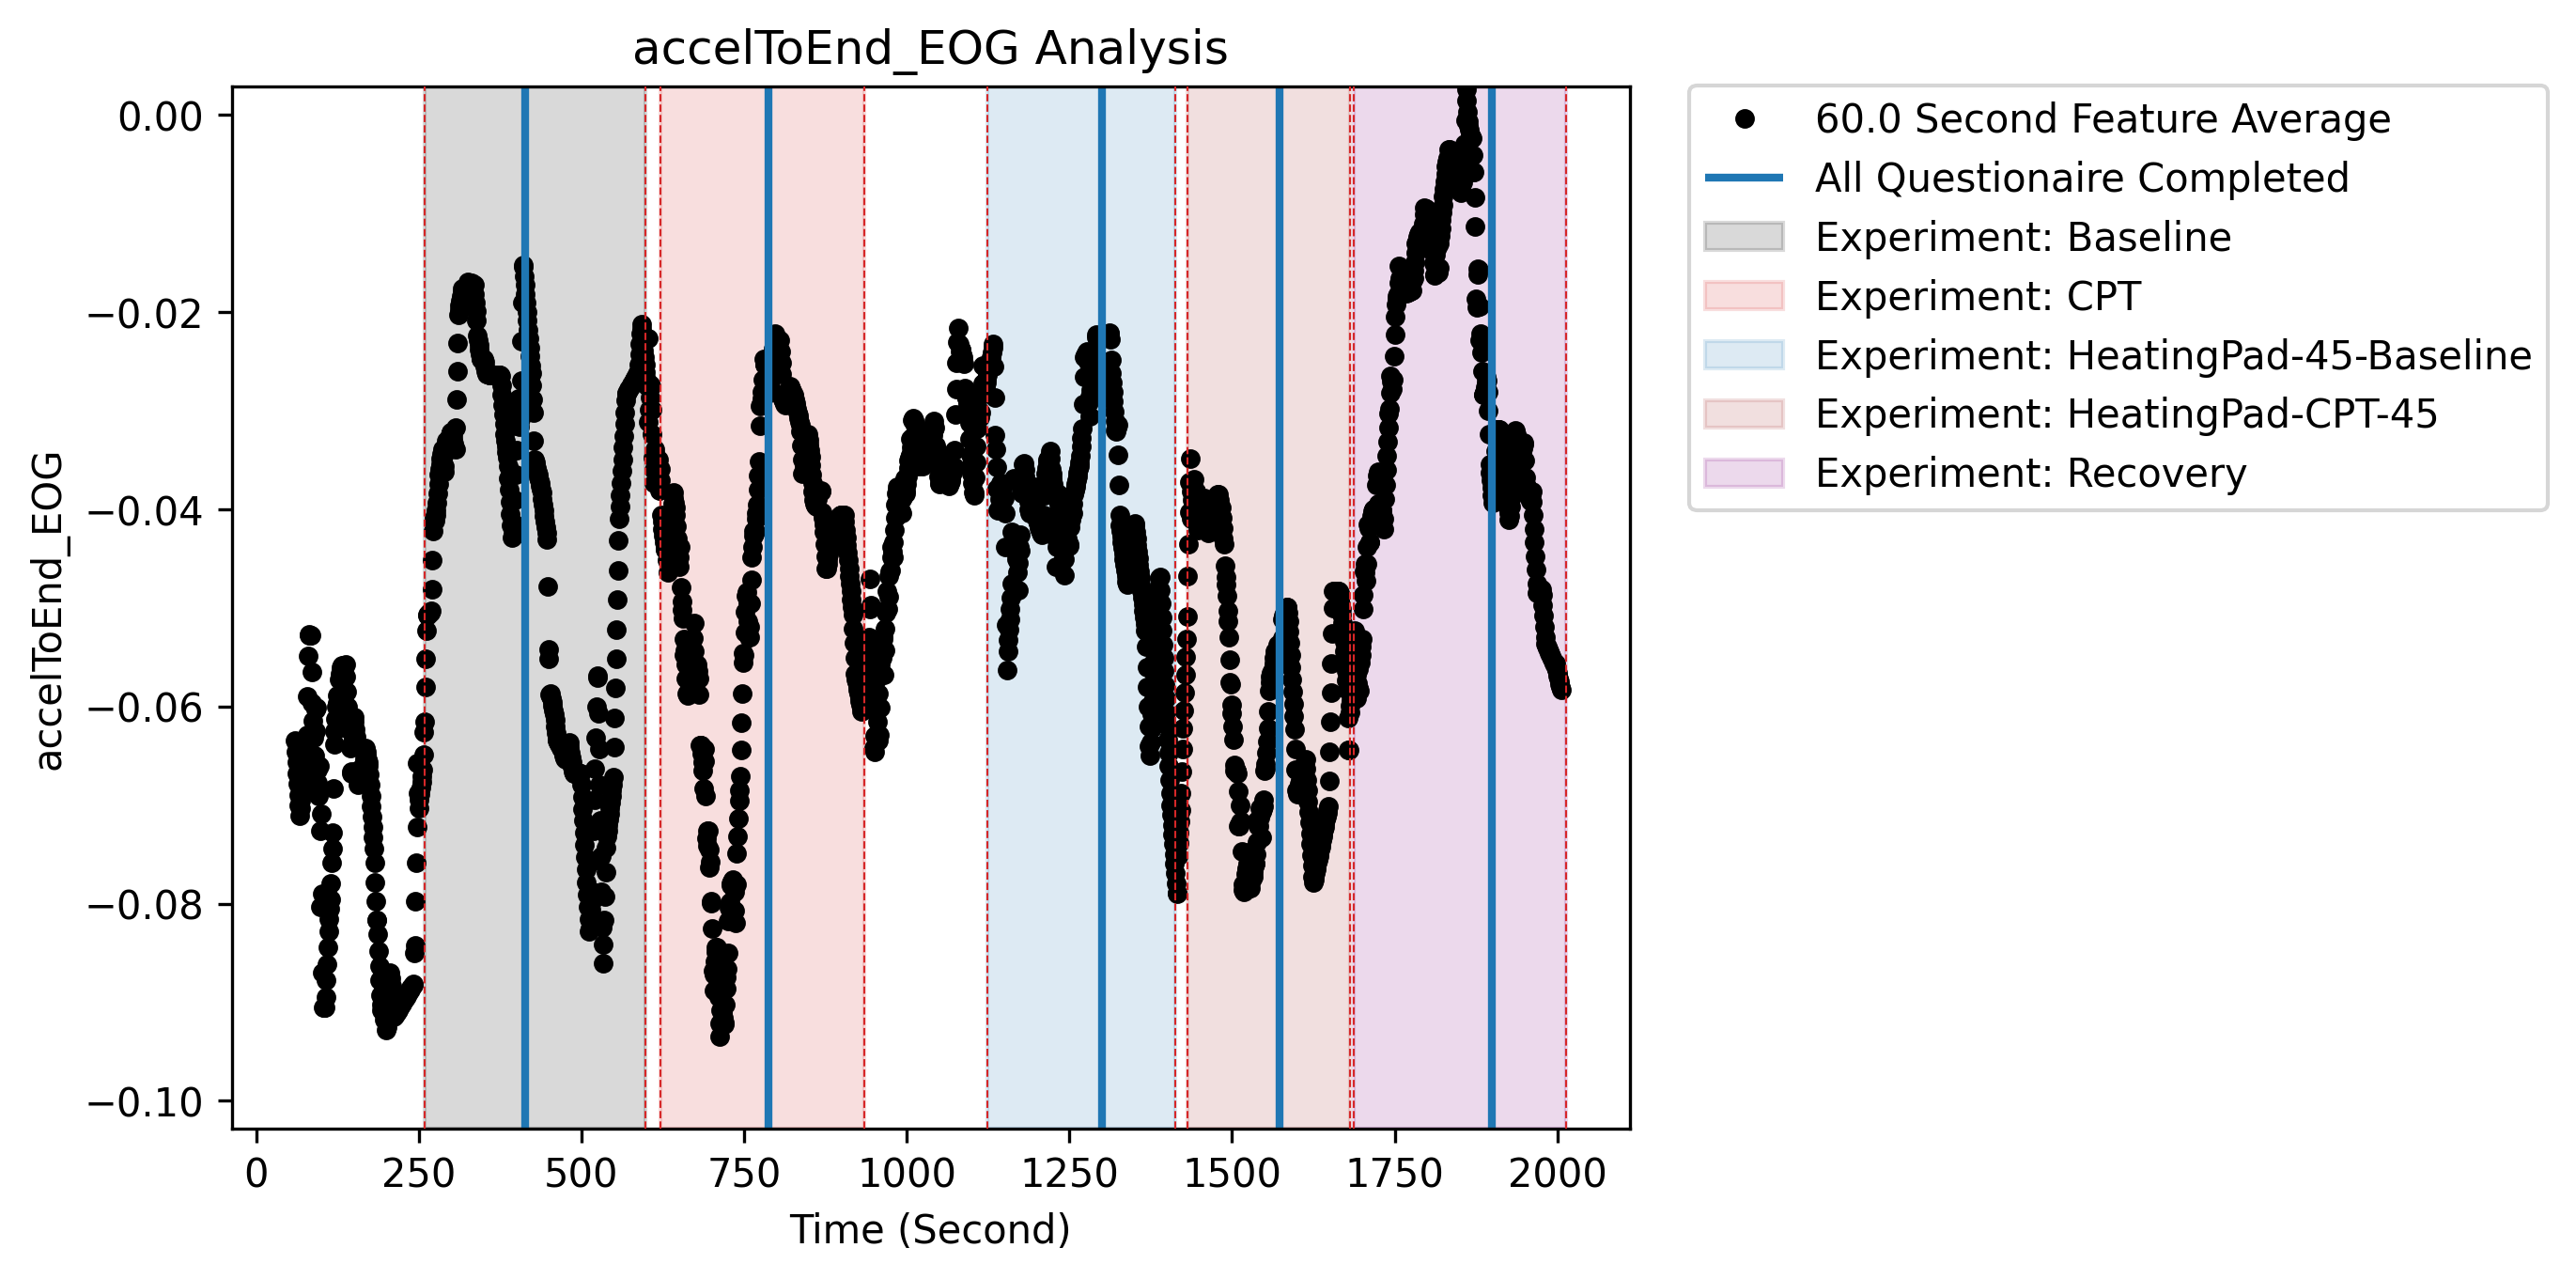 accelToEnd_EOG Analysis
accelToEnd_EOG
0.00
−0.02
−0.04
−0.06
−0.08
−0.10
0 250 500 750 1000 1250 1500 1750 2000
Time (Second)
60.0 Second Feature Average
All Questionaire Completed
Experiment: Baseline
Experiment: CPT
Experiment: HeatingPad-45-Baseline
Experiment: HeatingPad-CPT-45
Experiment: Recovery